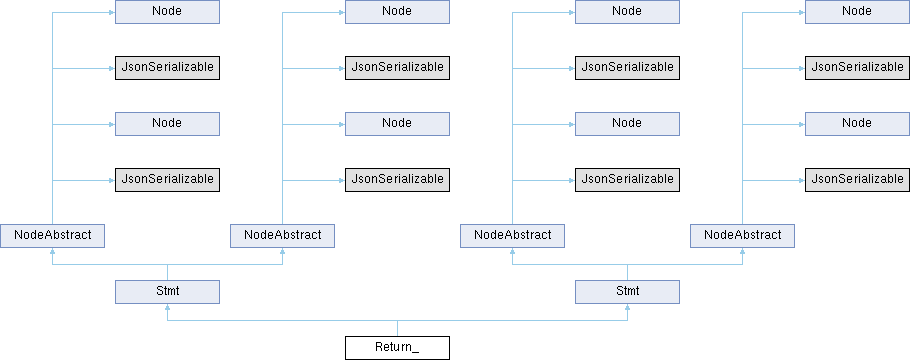 Node Node Node Node
JsonSerializable JsonSerializable JsonSerializable JsonSerializable
Node Node Node Node
JsonSerializable JsonSerializable JsonSerializable JsonSerializable
NodeAbstract NodeAbstract NodeAbstract NodeAbstract
Stmt Stmt
Return_